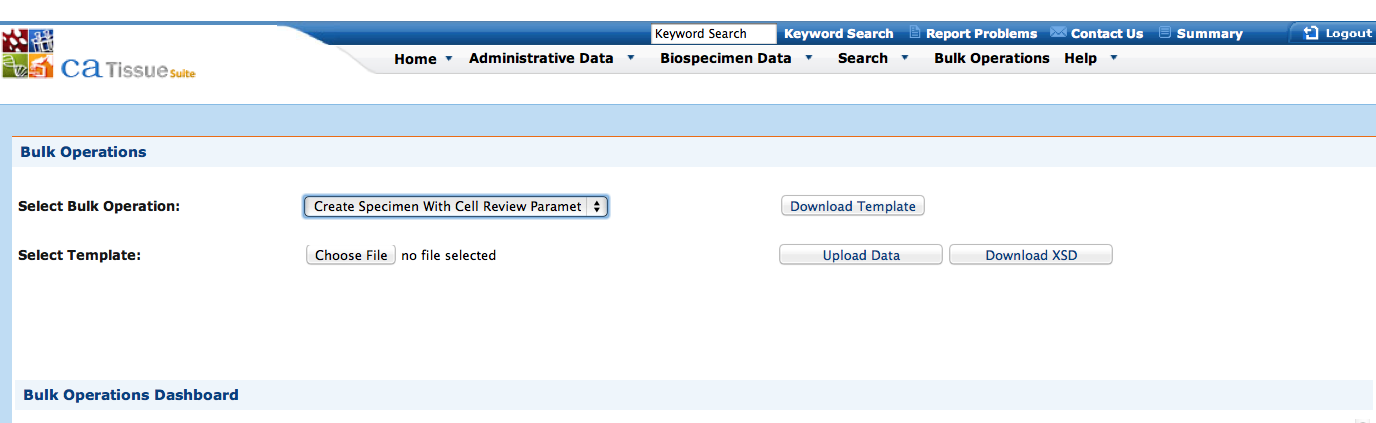 Keyword Search Keyword Search Report Problems Contact Us Summary Logout
ca Tissue Suite
Home Administrative Data Biospecimen Data Search Bulk Operations Help
Bulk Operations
Select Bulk Operation: Create Specimen With Cell Review Paramet Download Template
Select Template: Choose File no file selected Upload Data Download XSD
Bulk Operations Dashboard